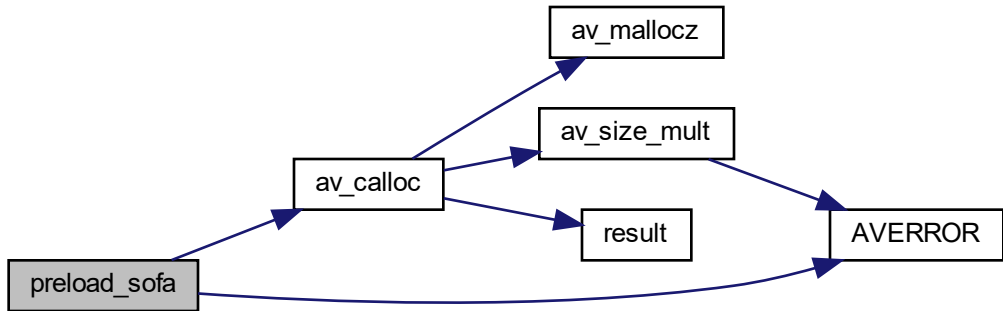 av_mallocz
av_size_mult
av_calloc
result
AVERROR
preload_sofa